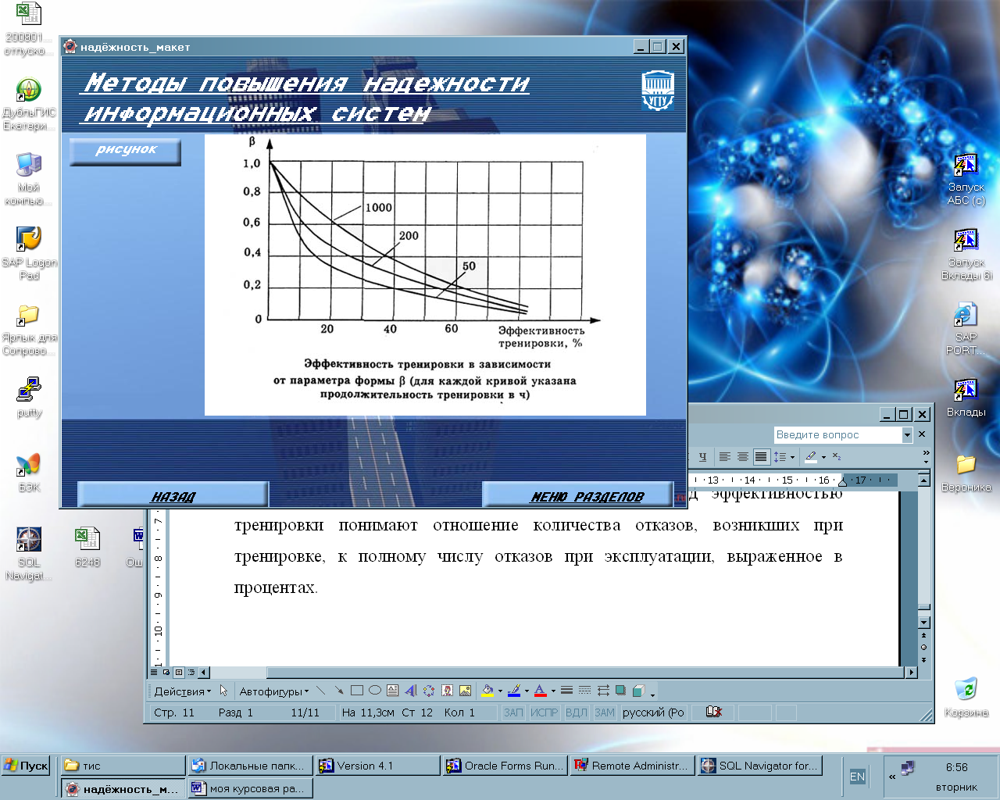 200901...
отпуско...
ДубльГИС
Екатери...
Мой
компью...
SAP Logon
Pad
Ярлык для
Сопрово...
putty
БЭК
SQL
Navigat...
6248
Ош
надёжность_макет
Методы повышения надежности
информационных систем
УГТУ
рисунок
β
1,0
0,8
0,6
0,4
0,2
0
1000
200
50
20
40
60
Эффективность
тренировки, %
Эффективность тренировки в зависимости
от параметра формы β (для каждой кривой указана
продолжительность тренировки в ч)
НАЗАД
МЕНЮ РАЗДЕЛОВ
Запуск
АБС (c)
Запуск
Вклады 6i
SAP
PORT...
Вклады
Вероника
Корзина
Введите вопрос
Ч
13 14 15 16 17
7
8
9
10
эффективностью
тренировки понимают отношение количества отказов, возникших при
тренировке, к полному числу отказов при эксплуатации, выраженное в
процентах.
Действия Автофигуры
Стр. 11 Разд 1 11/11 На 11,3см Ст 12 Кол 1 ЗАП ИСПР ВДЛ ЗАМ русский (Ро
Пуск тис Локальные папк... Version 4.1 Oracle Forms Run... Remote Administr... SQL Navigator for... EN « 6:56
надёжность_м... моя курсовая ра... вторник